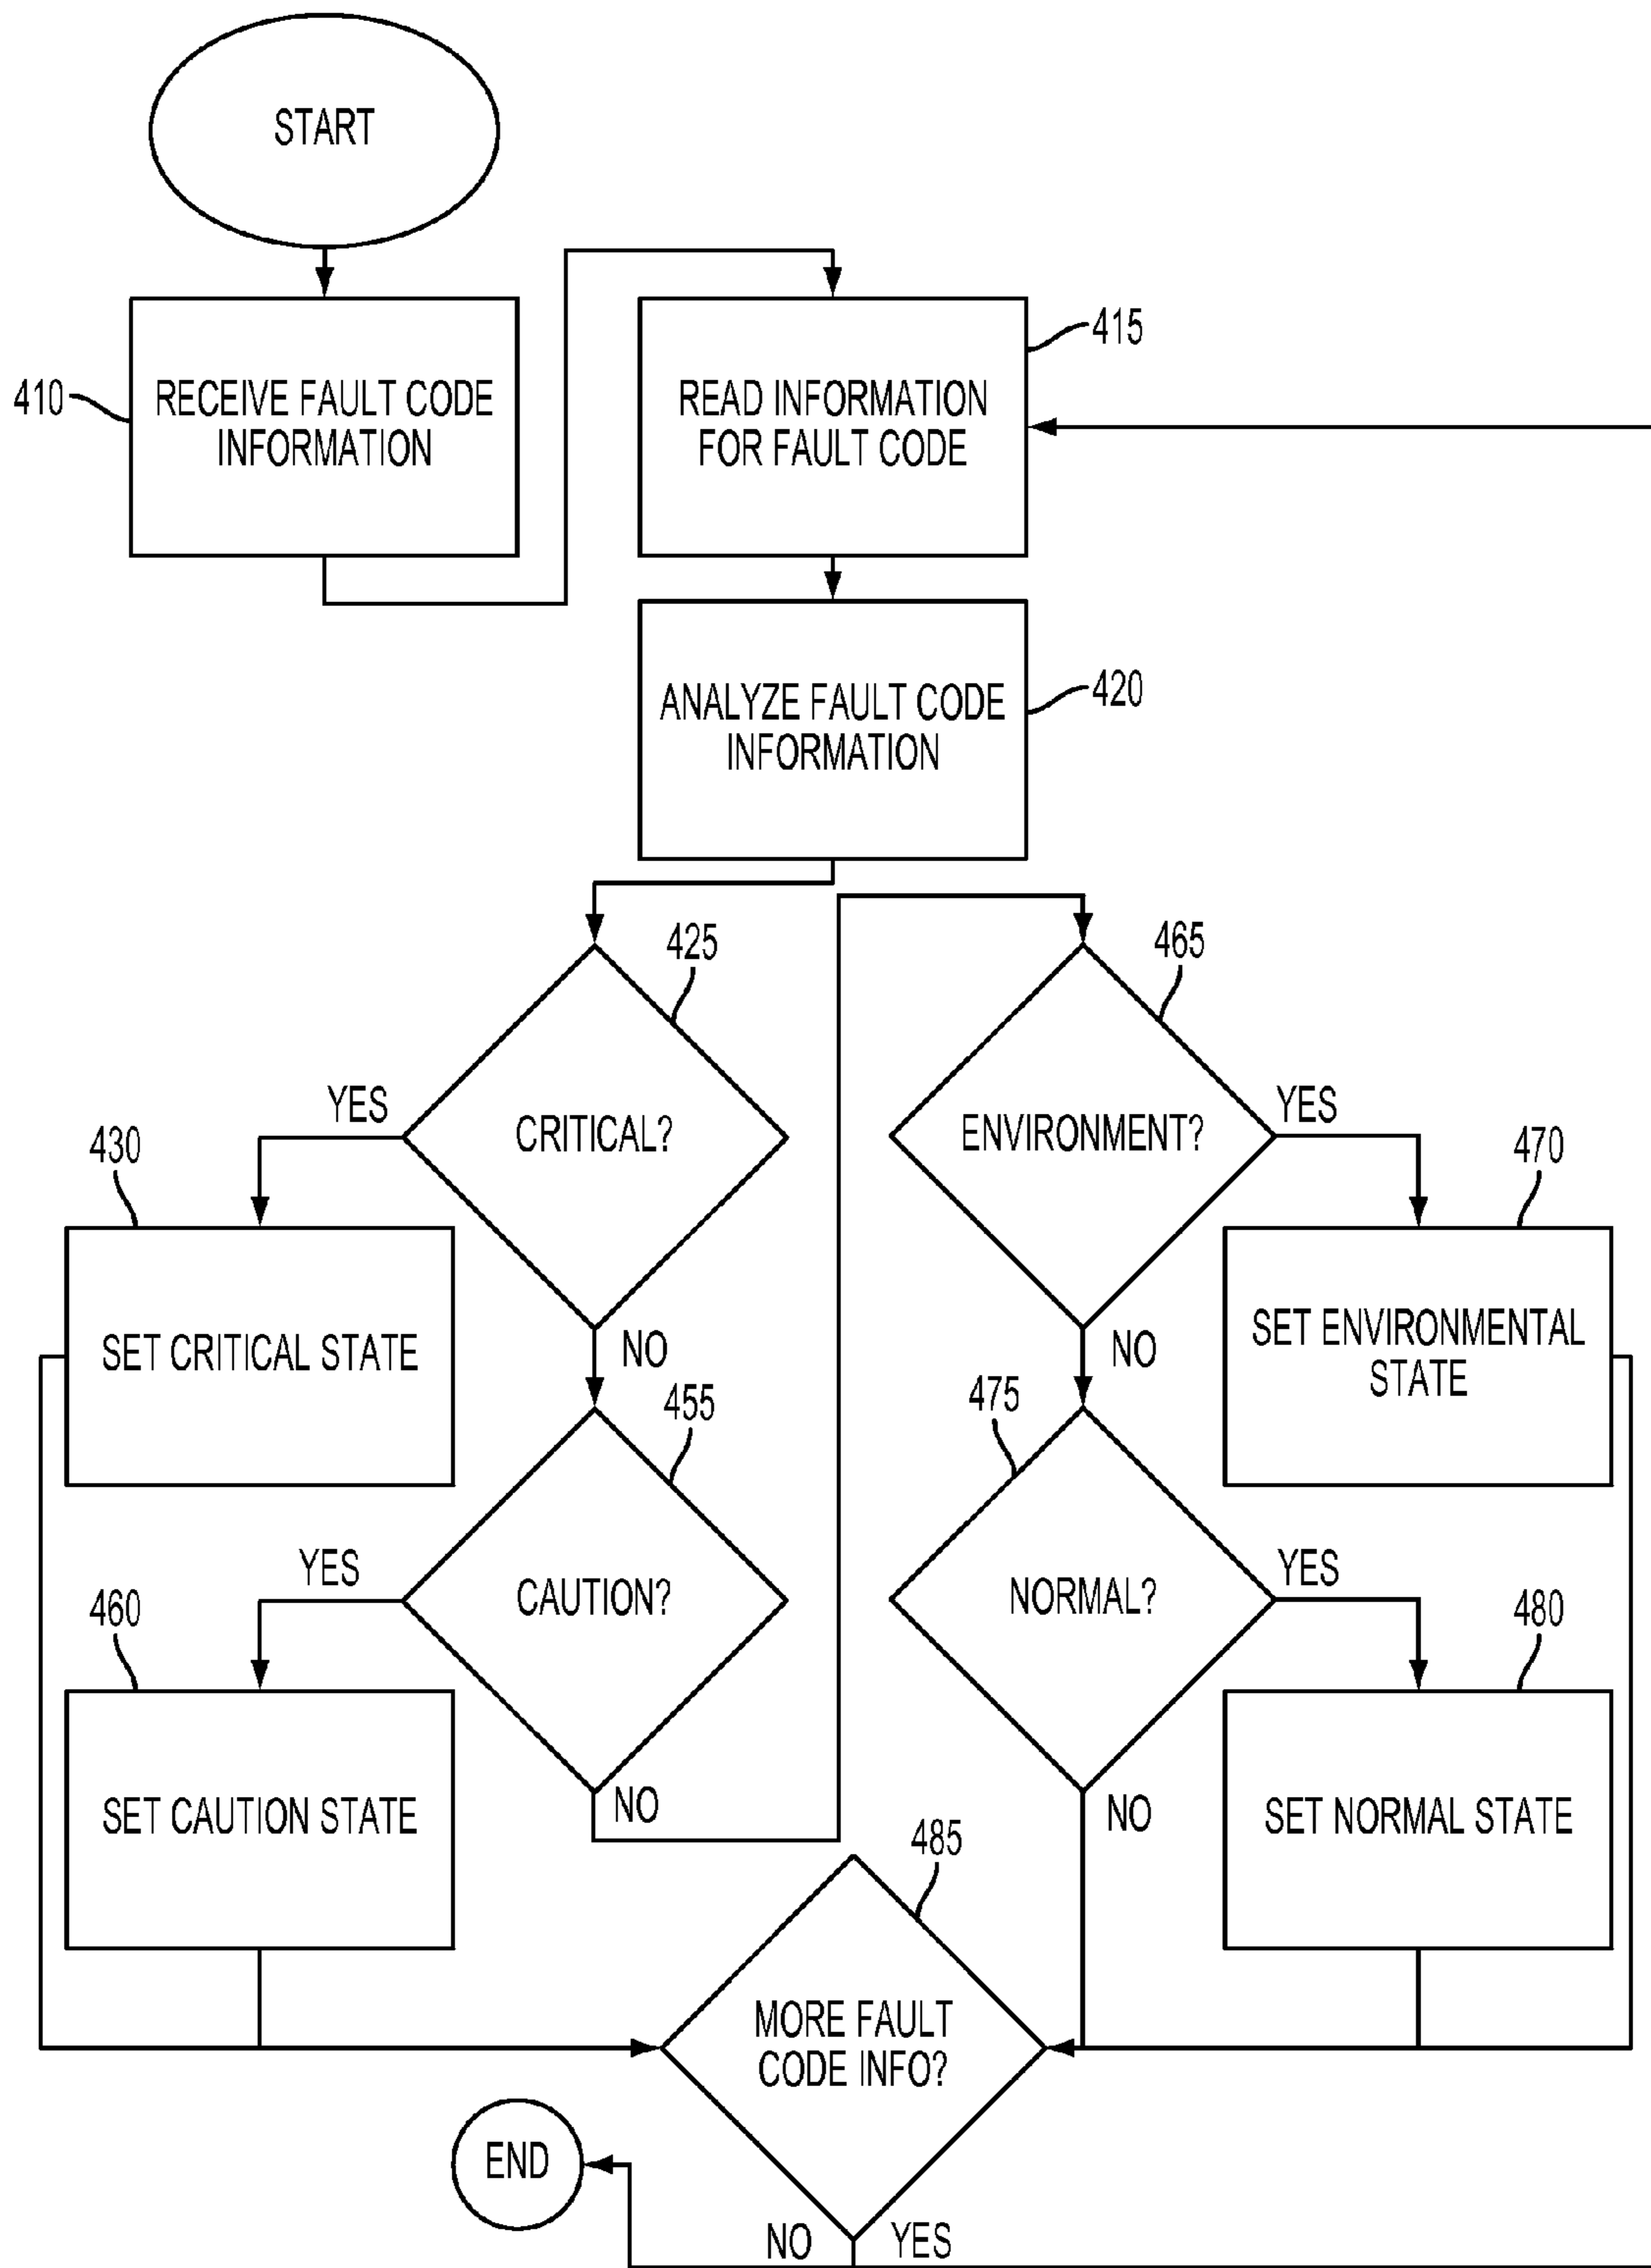 START
410
RECEIVE FAULT CODE
INFORMATION
415
READ INFORMATION
FOR FAULT CODE
420
ANALYZE FAULT CODE
INFORMATION
425
CRITICAL?
YES
NO
430
SET CRITICAL STATE
455
CAUTION?
YES
NO
460
SET CAUTION STATE
465
ENVIRONMENT?
YES
NO
470
SET ENVIRONMENTAL
STATE
475
NORMAL?
YES
NO
480
SET NORMAL STATE
485
MORE FAULT
CODE INFO?
NO
YES
END